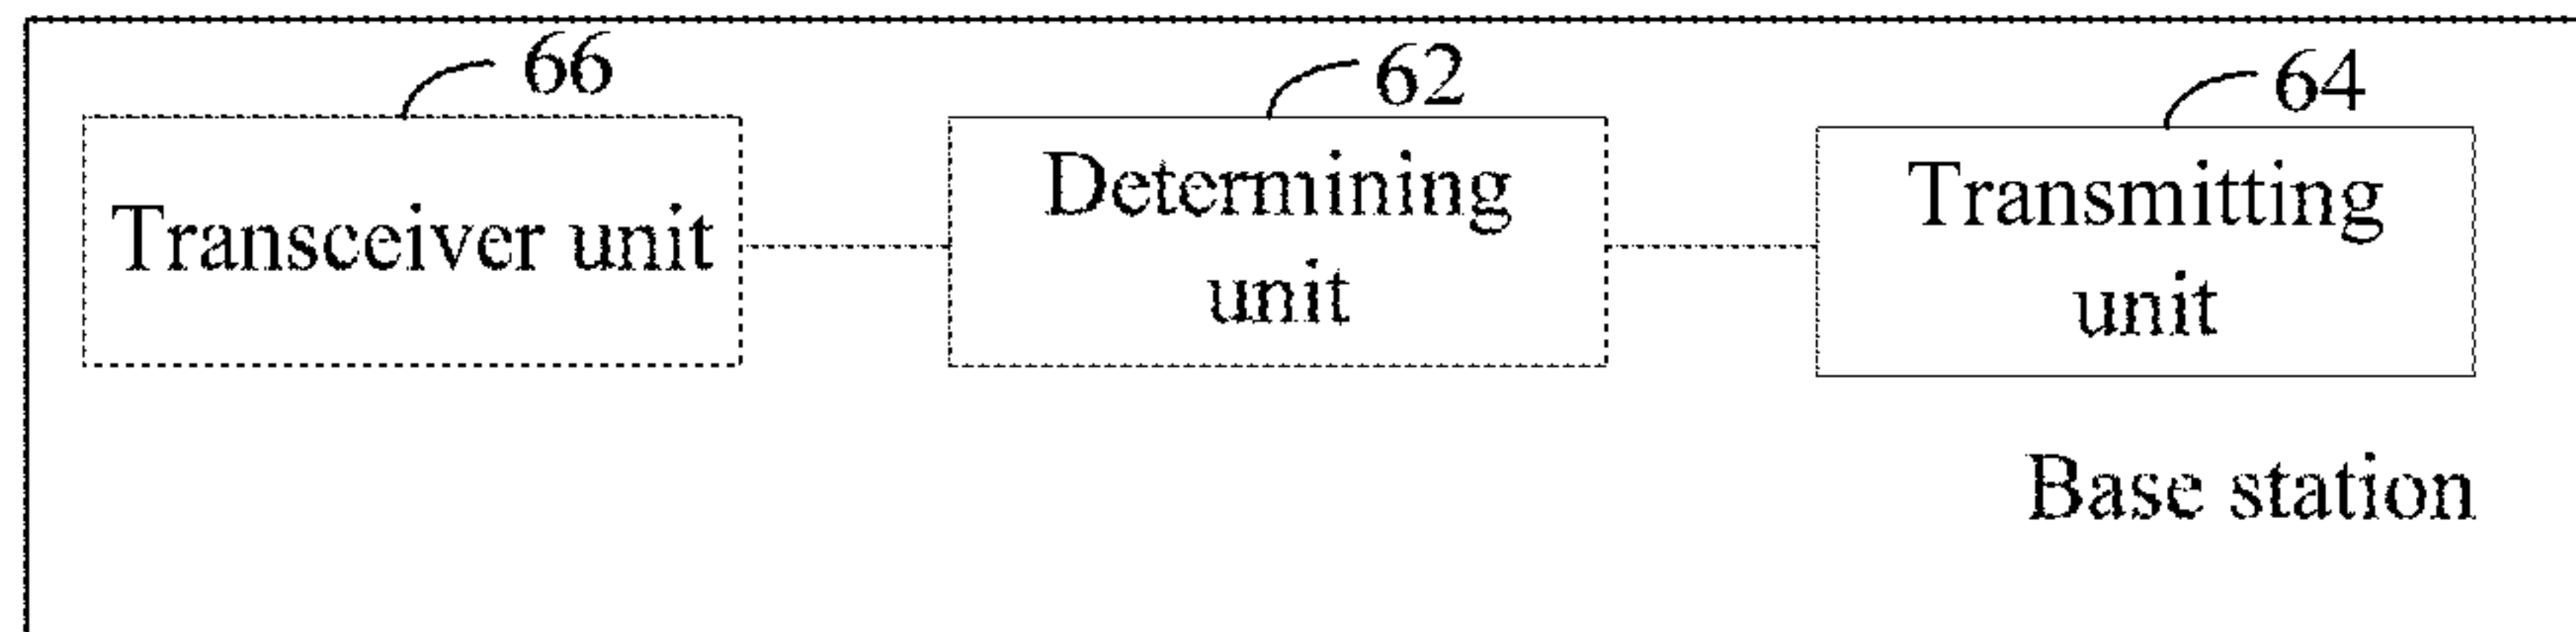 66
62
64
Transceiver unit
Determining
unit
Transmitting
unit
Base station